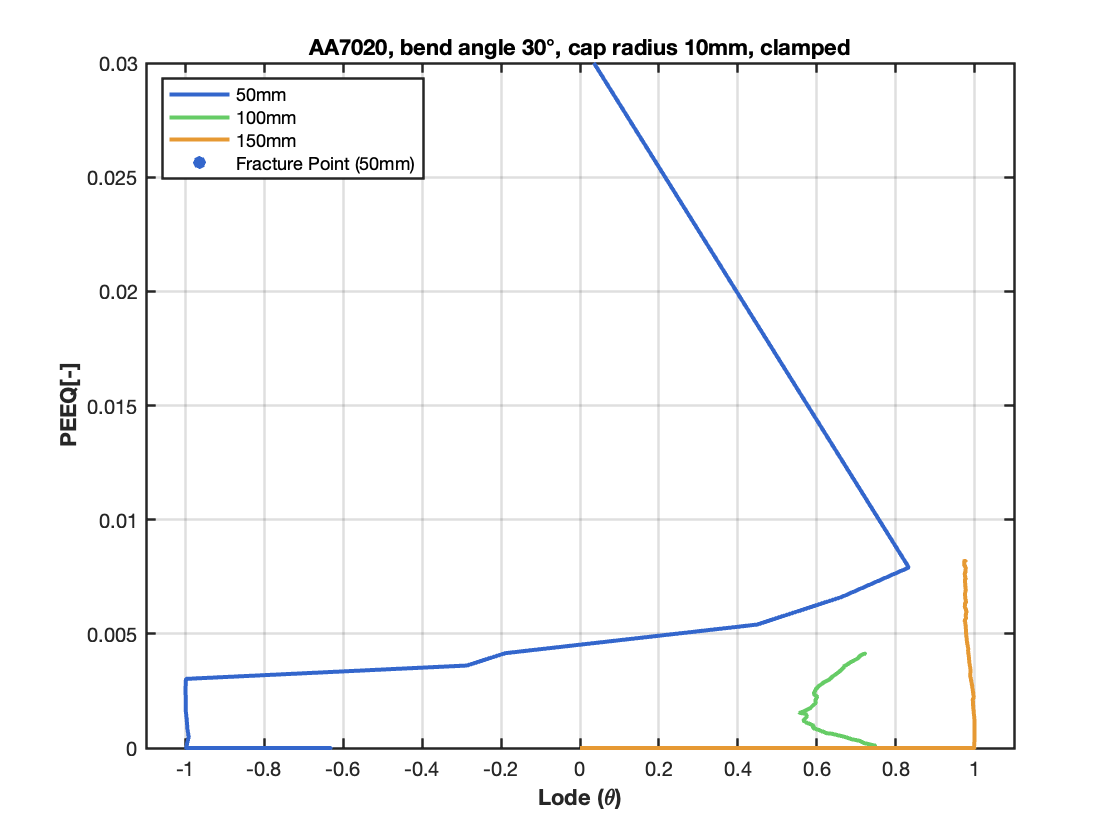 AA7020, bend angle 30°, cap radius 10mm, clamped
0.03
0.025
0.02
0.015
0.01
0.005
0
PEEQ[-]
50mm
100mm
150mm
Fracture Point (50mm)
-1 -0.8 -0.6 -0.4 -0.2 0 0.2 0.4 0.6 0.8 1
Lode (θ)